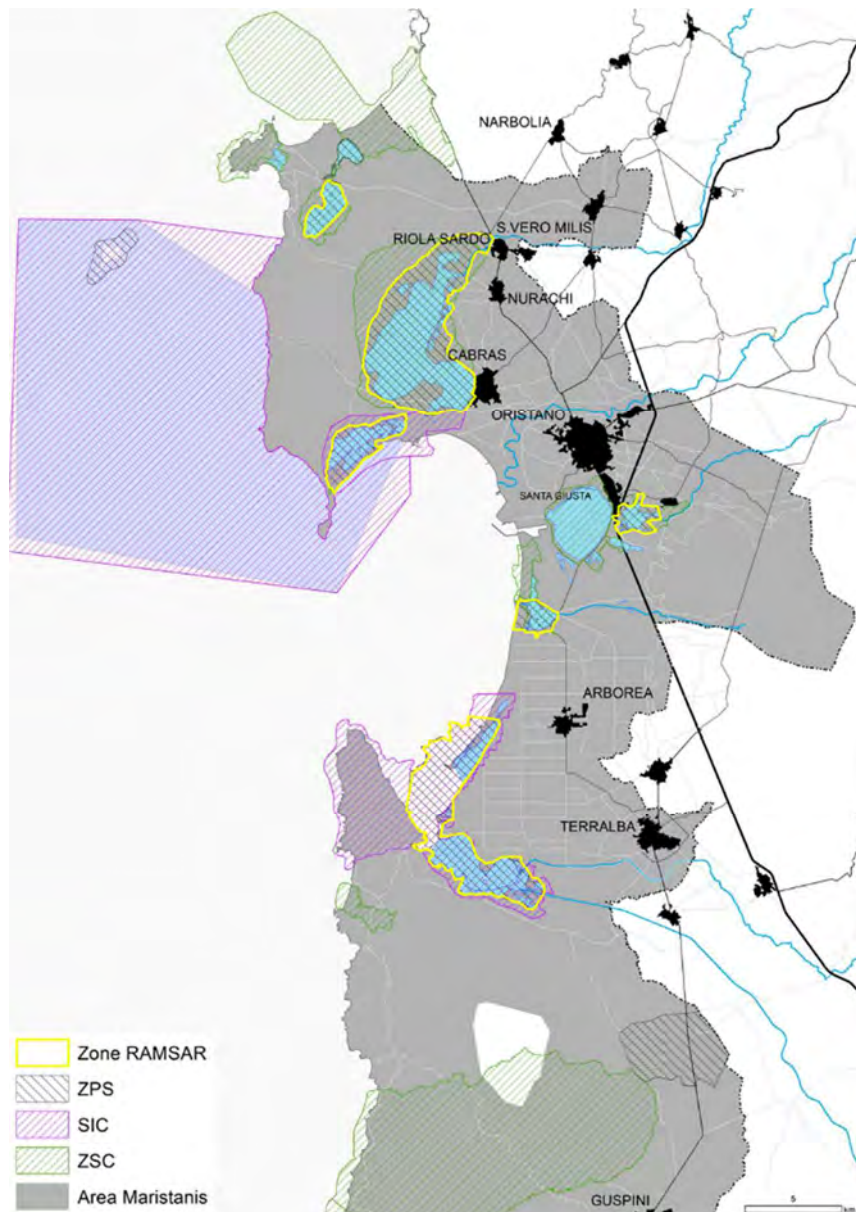 NARBOLIA
S.VERO MILIS
RIOLA SARDO
NURACHI
CABRAS
ORISTANO
SANTA GIUSTA
ARBOREA
TERRALBA
Zone RAMSAR
ZPS
SIC
ZSC
Area Maristanis
GUSPINI
5
km